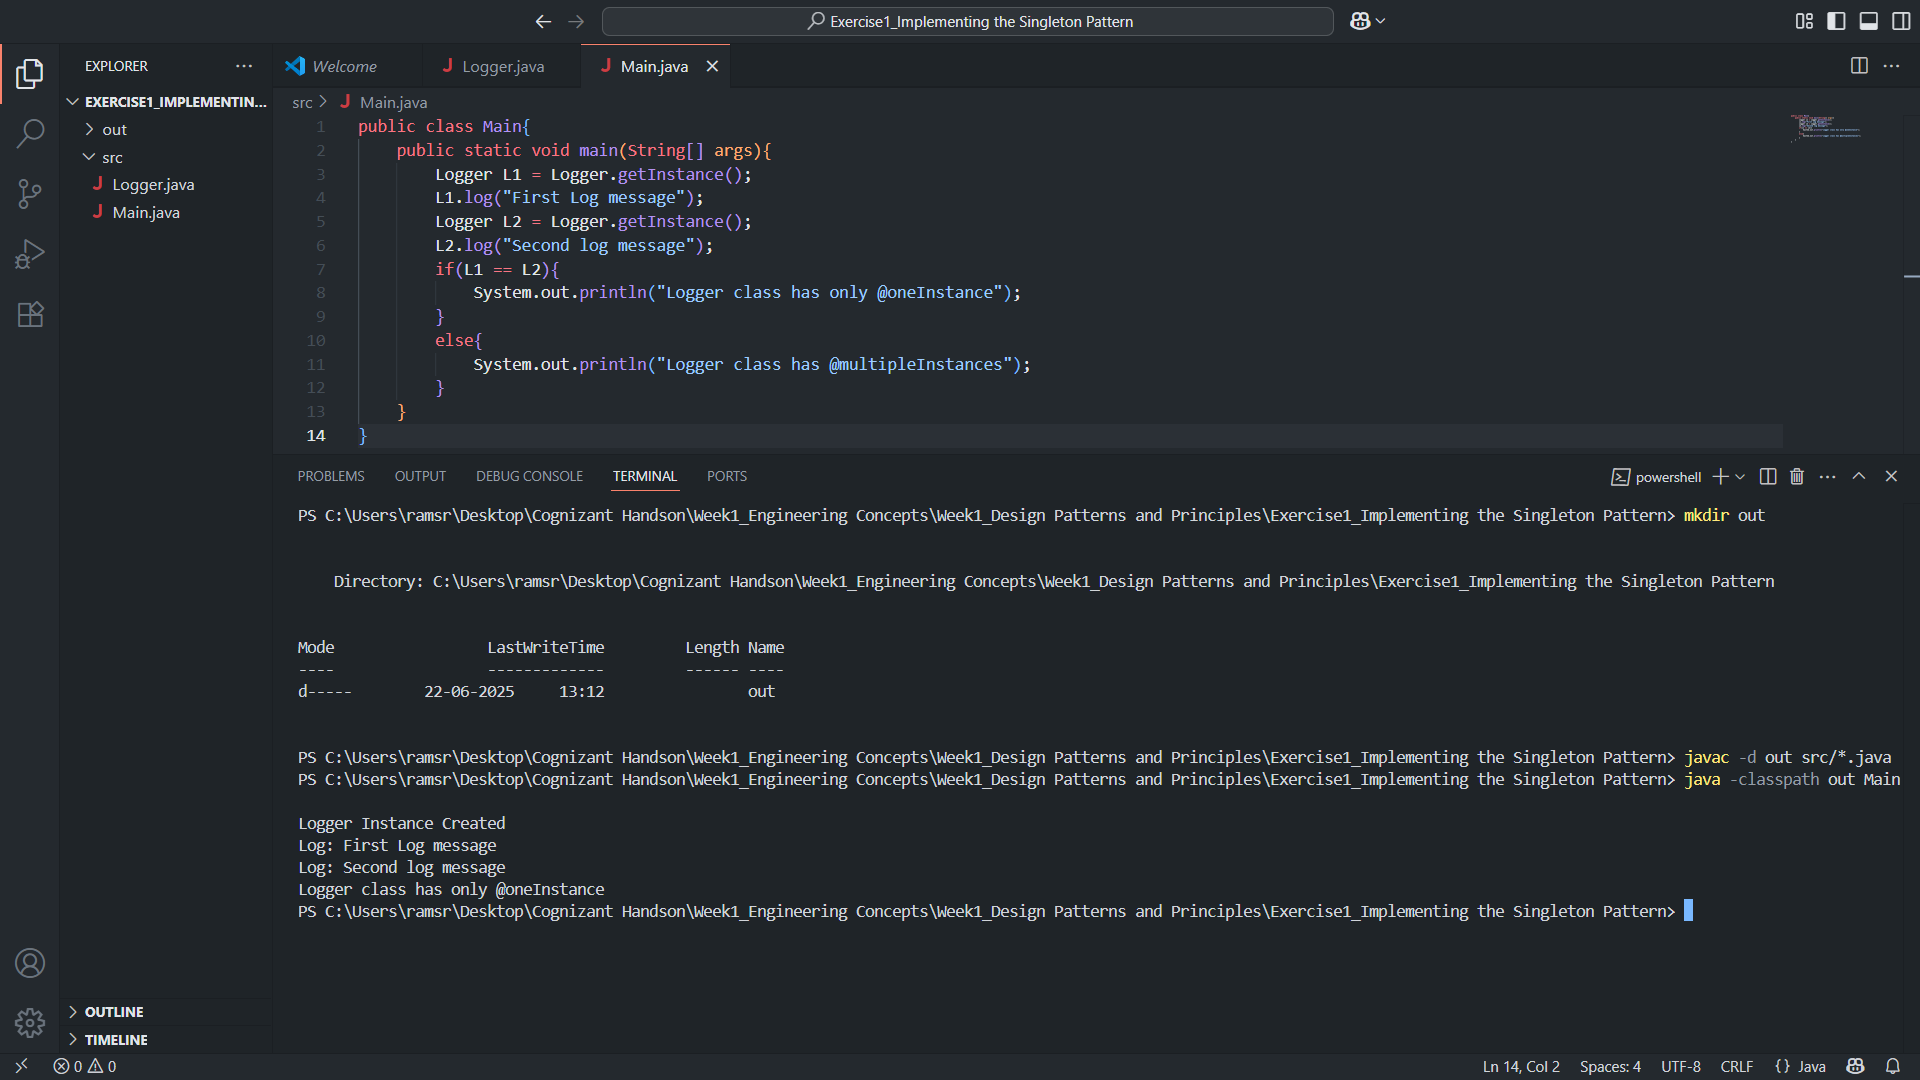 Exercise1_Implementing the Singleton Pattern
EXPLORER
Welcome
Logger.java
Main.java
EXERCISE1_IMPLEMENTIN...
out
src
Logger.java
Main.java
src > Main.java
1 public class Main{
2 public static void main(String[] args){
3 Logger L1 = Logger.getInstance();
4 L1.log("First Log message");
5 Logger L2 = Logger.getInstance();
6 L2.log("Second log message");
7 if(L1 == L2){
8 System.out.println("Logger class has only @oneInstance");
9 }
10 else{
11 System.out.println("Logger class has @multipleInstances");
12 }
13 }
14 }
PROBLEMS OUTPUT DEBUG CONSOLE TERMINAL PORTS
powershell
PS C:\Users\ramsr\Desktop\Cognizant Handson\Week1_Engineering Concepts\Week1_Design Patterns and Principles\Exercise1_Implementing the Singleton Pattern> mkdir out
Directory: C:\Users\ramsr\Desktop\Cognizant Handson\Week1_Engineering Concepts\Week1_Design Patterns and Principles\Exercise1_Implementing the Singleton Pattern
Mode LastWriteTime Length Name
---- ------------- ------ ----
d----- 22-06-2025 13:12 out
PS C:\Users\ramsr\Desktop\Cognizant Handson\Week1_Engineering Concepts\Week1_Design Patterns and Principles\Exercise1_Implementing the Singleton Pattern> javac -d out src/*.java
PS C:\Users\ramsr\Desktop\Cognizant Handson\Week1_Engineering Concepts\Week1_Design Patterns and Principles\Exercise1_Implementing the Singleton Pattern> java -classpath out Main
Logger Instance Created
Log: First Log message
Log: Second log message
Logger class has only @oneInstance
PS C:\Users\ramsr\Desktop\Cognizant Handson\Week1_Engineering Concepts\Week1_Design Patterns and Principles\Exercise1_Implementing the Singleton Pattern>
OUTLINE
TIMELINE
0 0
Ln 14, Col 2 Spaces: 4 UTF-8 CRLF {} Java